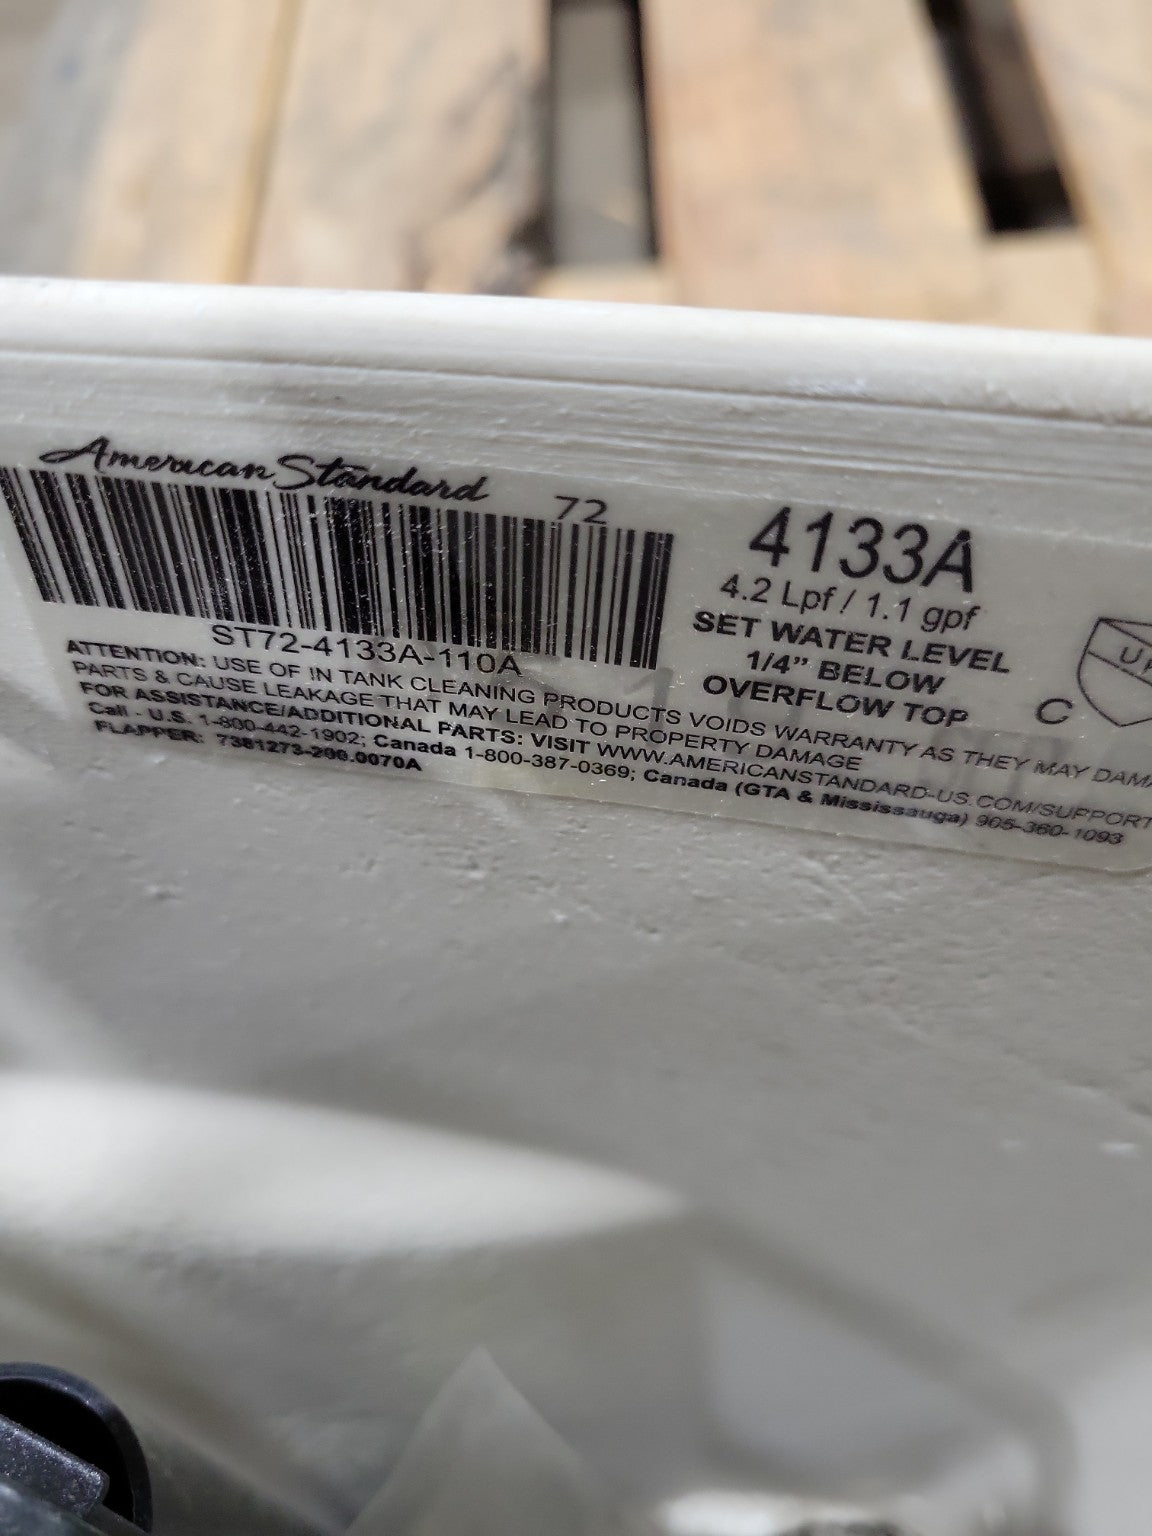 American Standard
72
ST72-4133A-110A
4133A
4.2 Lpf / 1.1 gpf
SET WATER LEVEL
1/4” BELOW
OVERFLOW TOP
C
UP
ATTENTION: USE OF IN TANK CLEANING PRODUCTS VOIDS WARRANTY AS THEY MAY DAMA
PARTS & CAUSE LEAKAGE THAT MAY LEAD TO PROPERTY DAMAGE
FOR ASSISTANCE/ADDITIONAL PARTS: VISIT WWW.AMERICANSTANDARD-US.COM/SUPPORT
Call - U.S. 1-800-442-1902; Canada 1-800-387-0369; Canada (GTA & Mississauga) 905-360-1093
FLAPPER: 7381273-200.0070A